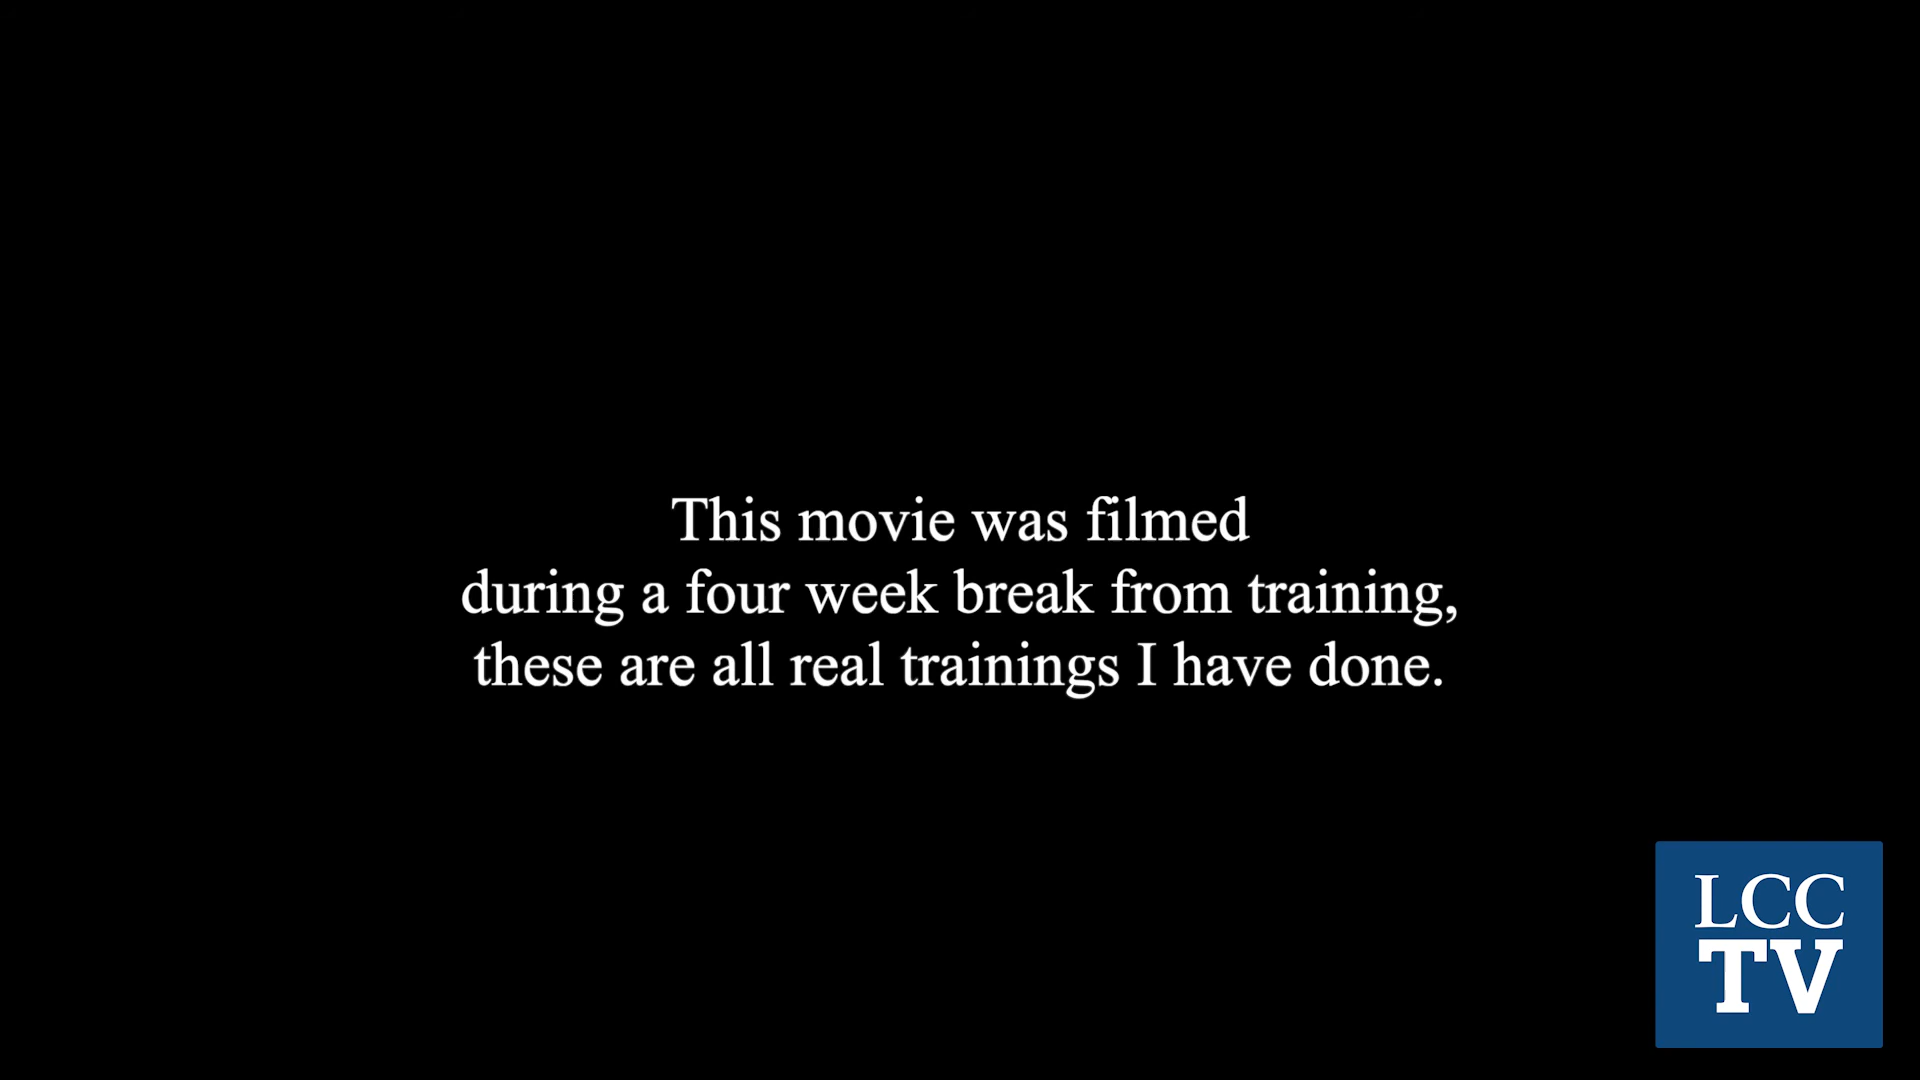 This movie was filmed
during a four week break from training,
these are all real trainings I have done.
LCC
TV